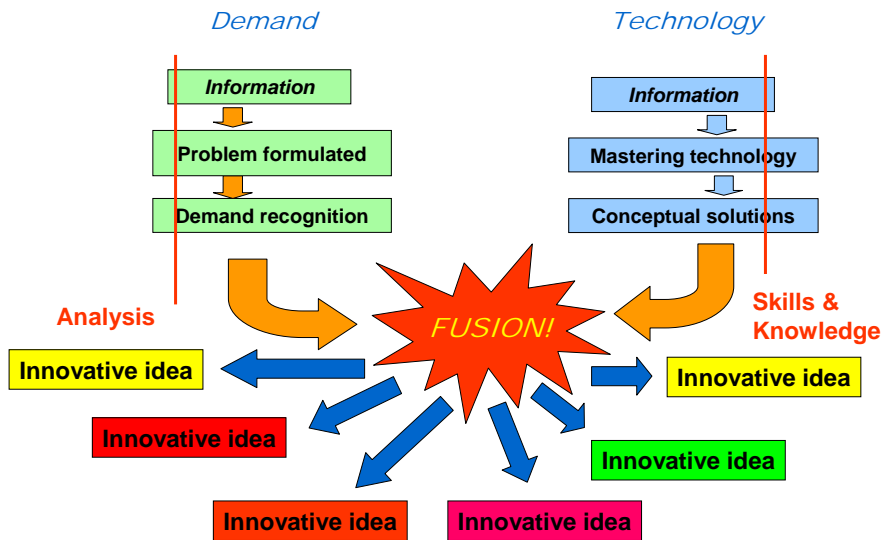 Demand
Technology
Information
Problem formulated
Demand recognition
Information
Mastering technology
Conceptual solutions
Analysis
FUSION!
Skills &
Knowledge
Innovative idea
Innovative idea
Innovative idea
Innovative idea
Innovative idea
Innovative idea